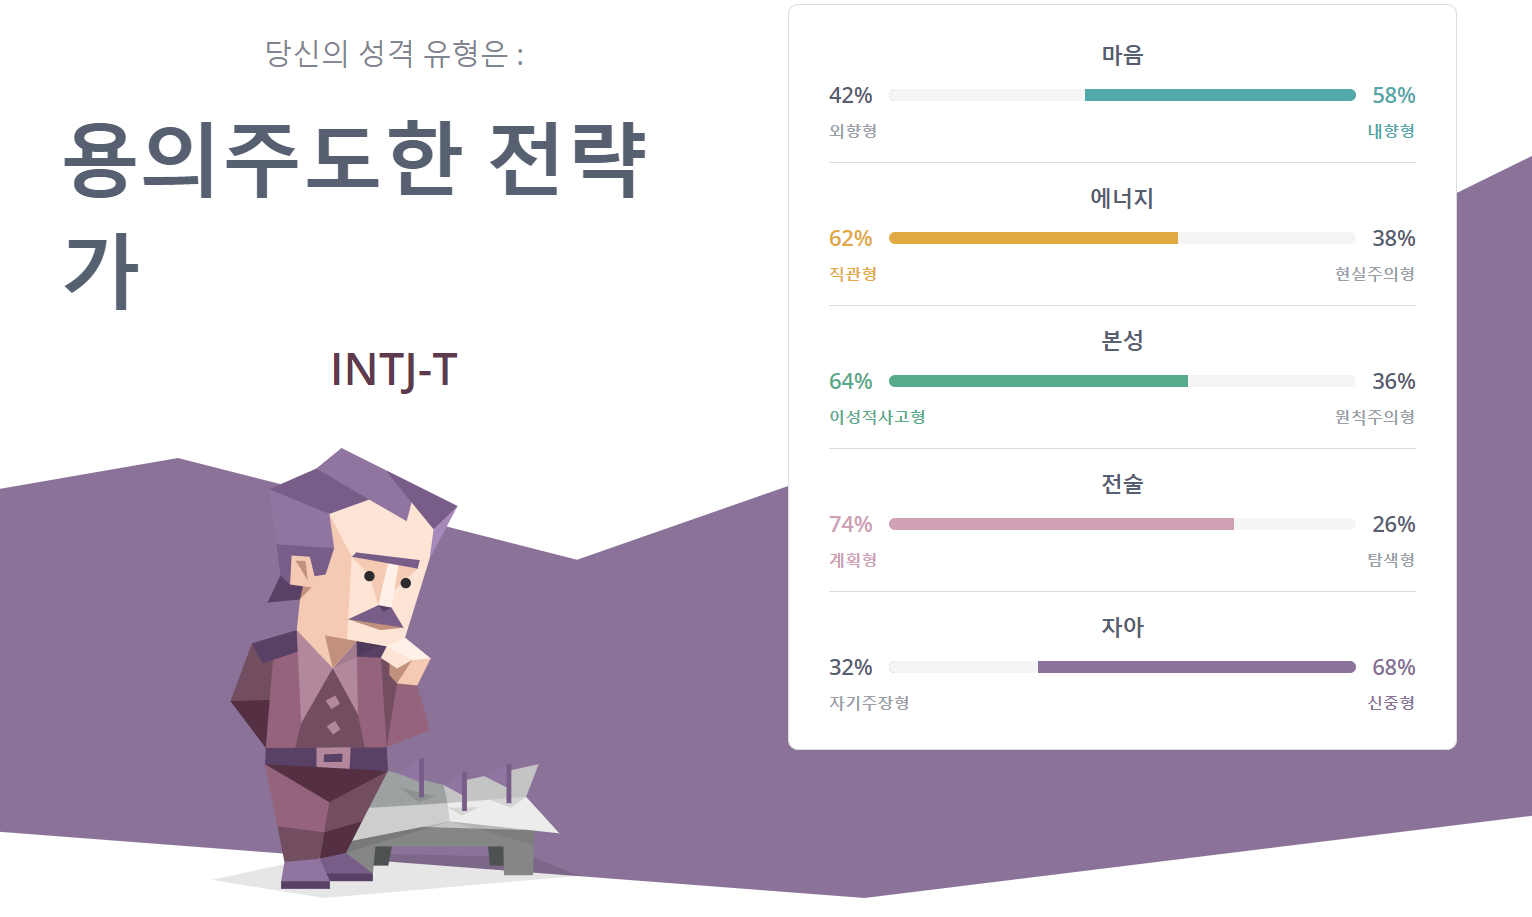 당신의 성격 유형은 :
용의주도한 전략
가
INTJ-T
마음
42% 58%
외향형 내향형
에너지
62% 38%
직관형 현실주의형
본성
64% 36%
이성적사고형 원칙주의형
전술
74% 26%
계획형 탐색형
자아
32% 68%
자기주장형 신중형